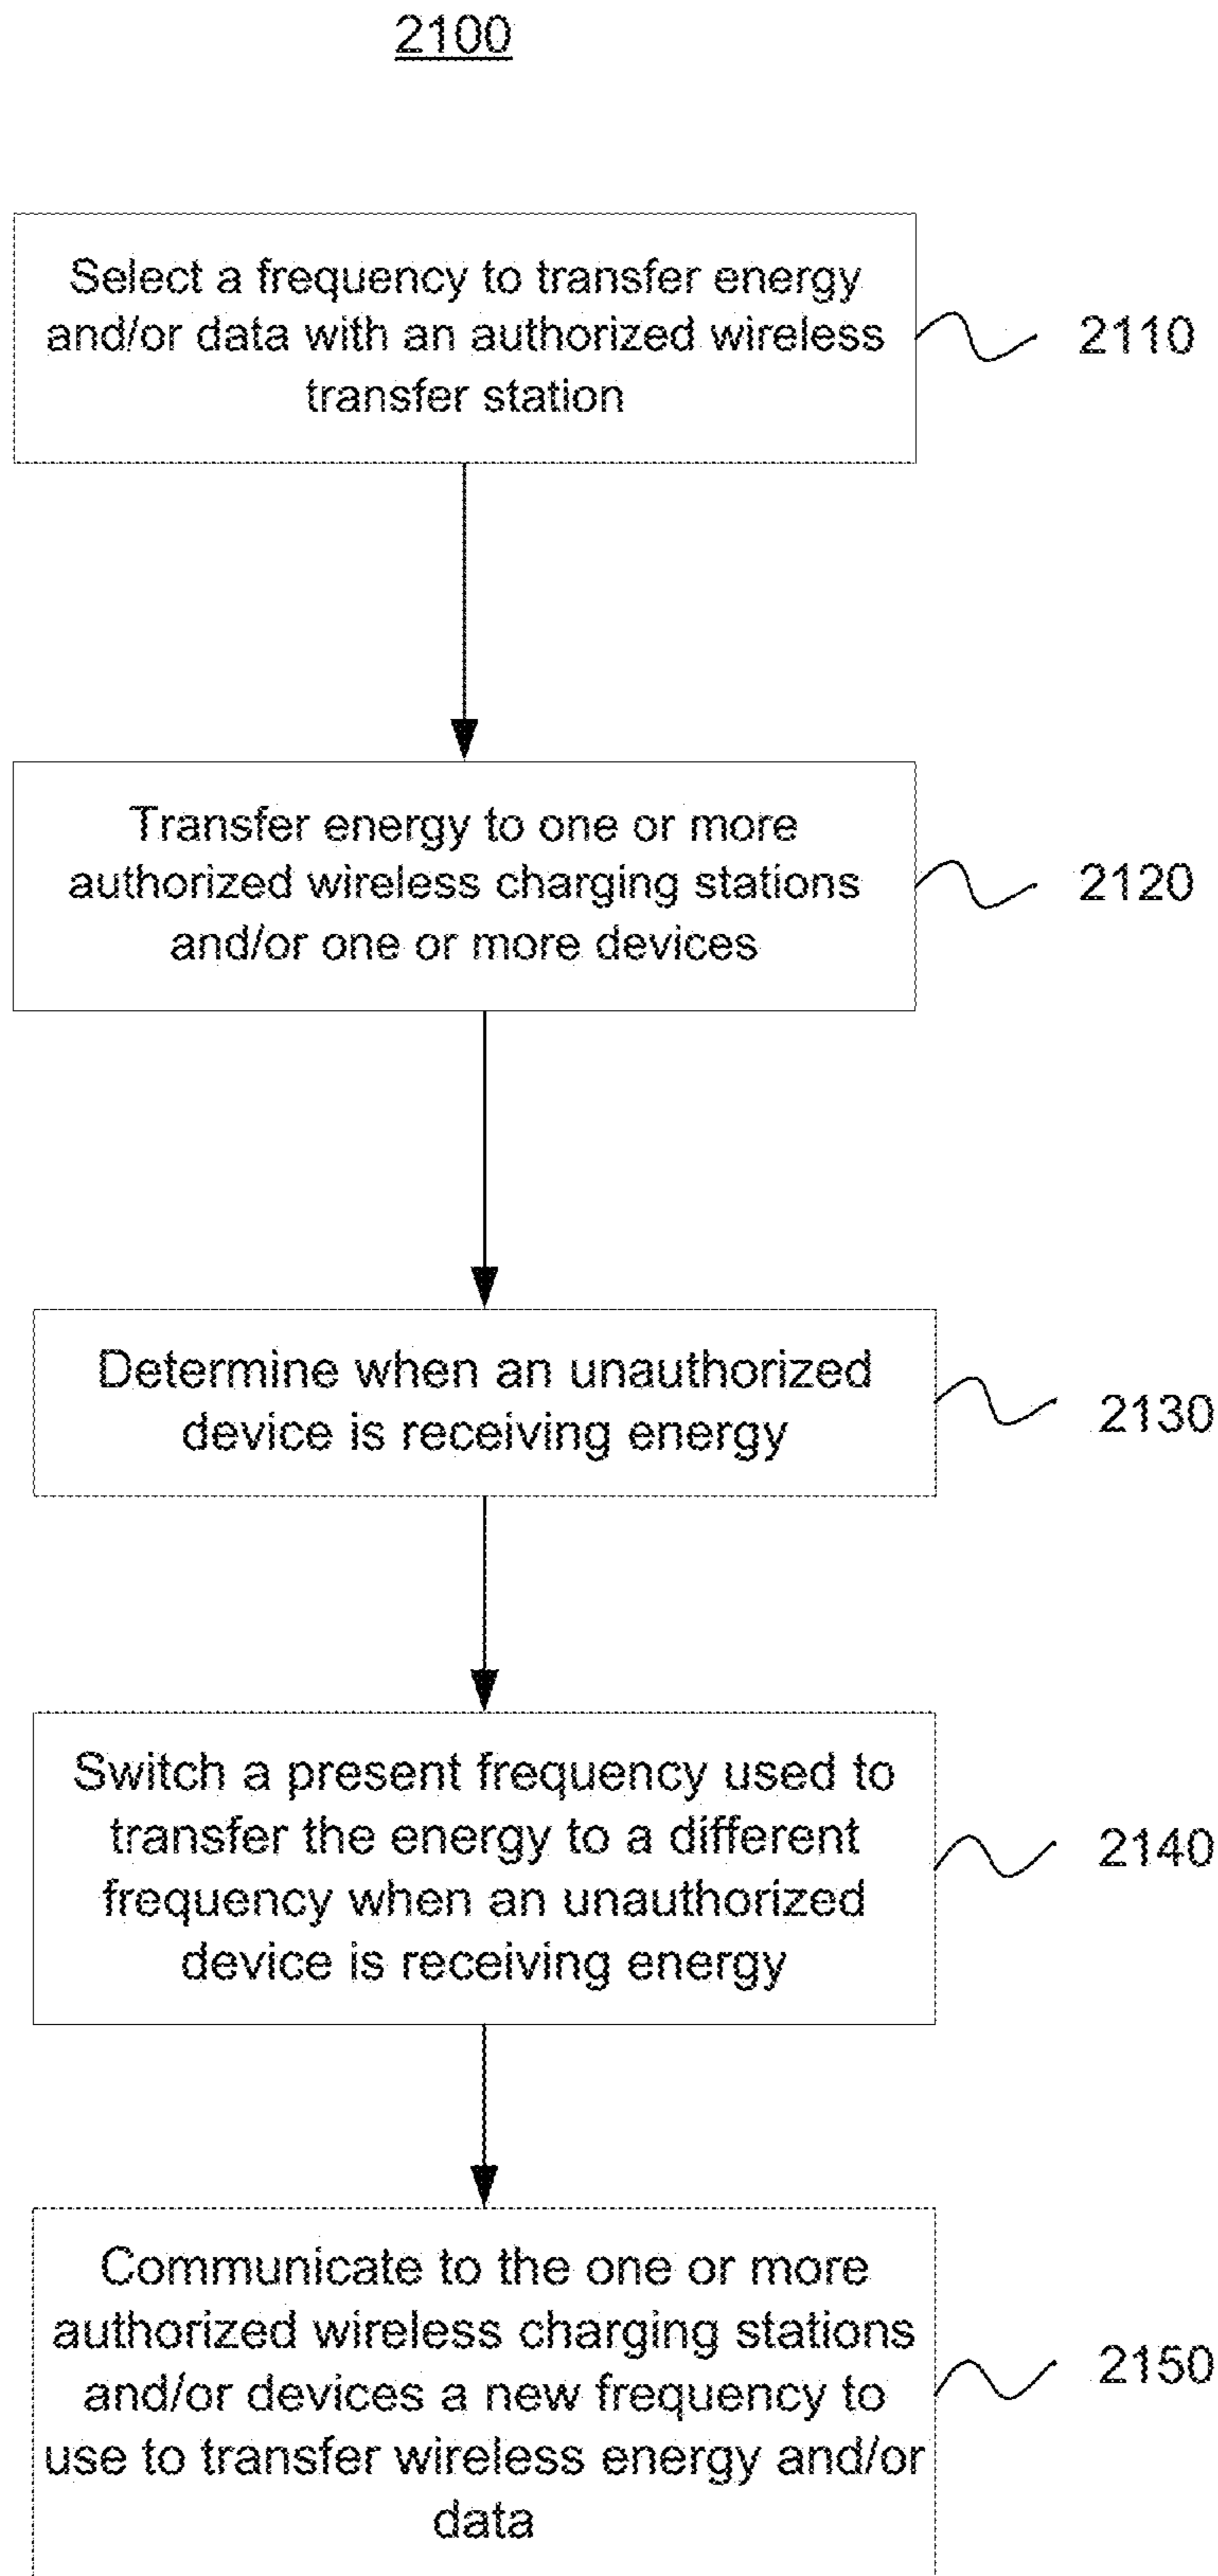 2100
Select a frequency to transfer energy
and/or data with an authorized wireless
transfer station
2110
Transfer energy to one or more
authorized wireless charging stations
and/or one or more devices
2120
Determine when an unauthorized
device is receiving energy
2130
Switch a present frequency used to
transfer the energy to a different
frequency when an unauthorized
device is receiving energy
2140
Communicate to the one or more
authorized wireless charging stations
and/or devices a new frequency to
use to transfer wireless energy and/or
data
2150